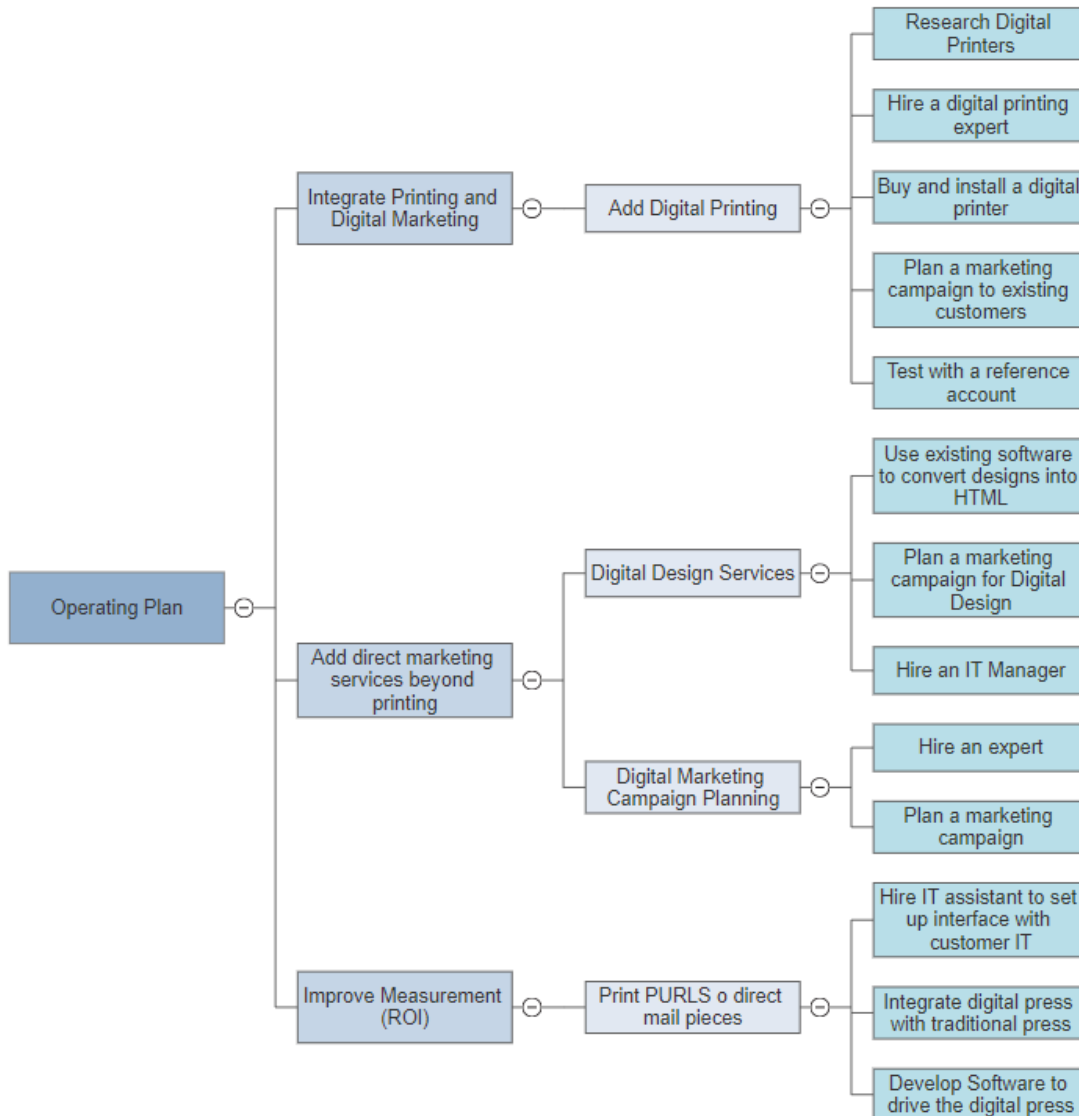 Research Digital
Printers
Hire a digital printing
expert
Integrate Printing and
Digital Marketing
Add Digital Printing
Buy and install a digital
printer
Plan a marketing
campaign to existing
customers
Test with a reference
account
Use existing software
to convert designs into
HTML
Digital Design Services
Plan a marketing
campaign for Digital
Design
Operating Plan
Add direct marketing
services beyond
printing
Hire an IT Manager
Hire an expert
Digital Marketing
Campaign Planning
Plan a marketing
campaign
Hire IT assistant to set
up interface with
customer IT
Improve Measurement
(ROI)
Print PURLS o direct
mail pieces
Integrate digital press
with traditional press
Develop Software to
drive the digital press